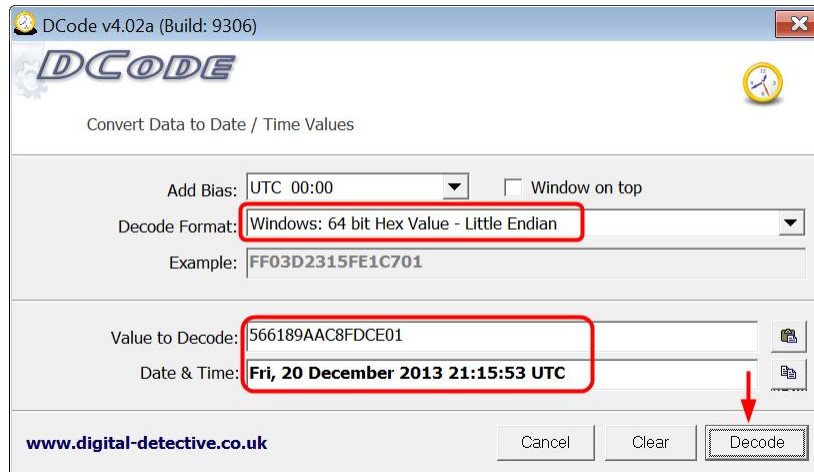 DCode v4.02a (Build: 9306)
DCODE
Convert Data to Date / Time Values
Add Bias: UTC 00:00 Window on top
Decode Format: Windows: 64 bit Hex Value - Little Endian
Example: FF03D2315FE1C701
Value to Decode: 566189AAC8FDCE01
Date & Time: Fri, 20 December 2013 21:15:53 UTC
www.digital-detective.co.uk Cancel Clear Decode